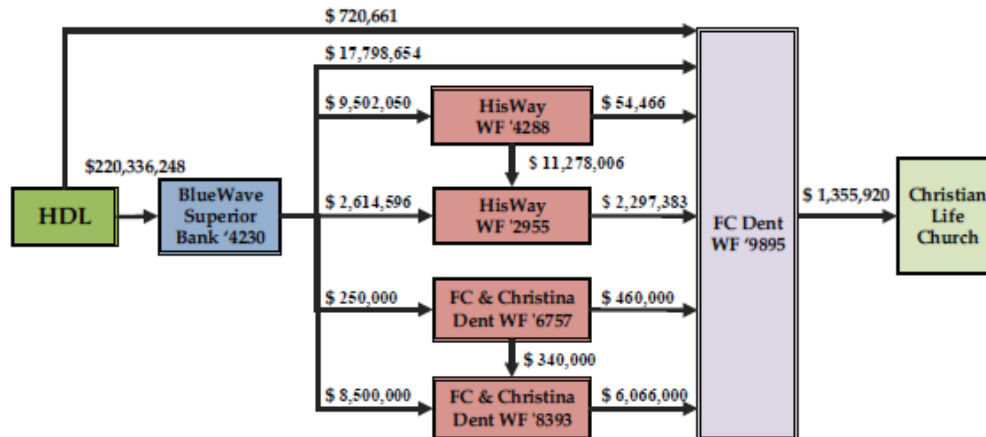 $ 720,661
$ 17,798,654
$ 9,502,050
HisWay
WF '4288
$ 54,466
$220,336,248
$ 11,278,006
HDL
BlueWave
Superior
Bank ‘4230
$ 2,614,596
HisWay
WF '2955
$ 2,297,383
FC Dent
WF ‘9895
$ 1,355,920
Christian
Life
Church
$ 250,000
FC & Christina
Dent WF '6757
$ 460,000
$ 340,000
$ 8,500,000
FC & Christina
Dent WF '8393
$ 6,066,000